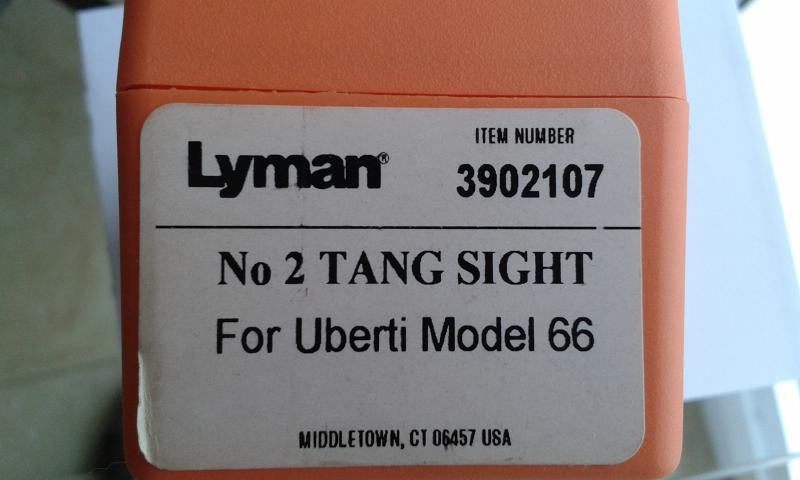 Lyman®
ITEM NUMBER
3902107
No 2 TANG SIGHT
For Uberti Model 66
MIDDLETOWN, CT 06457 USA